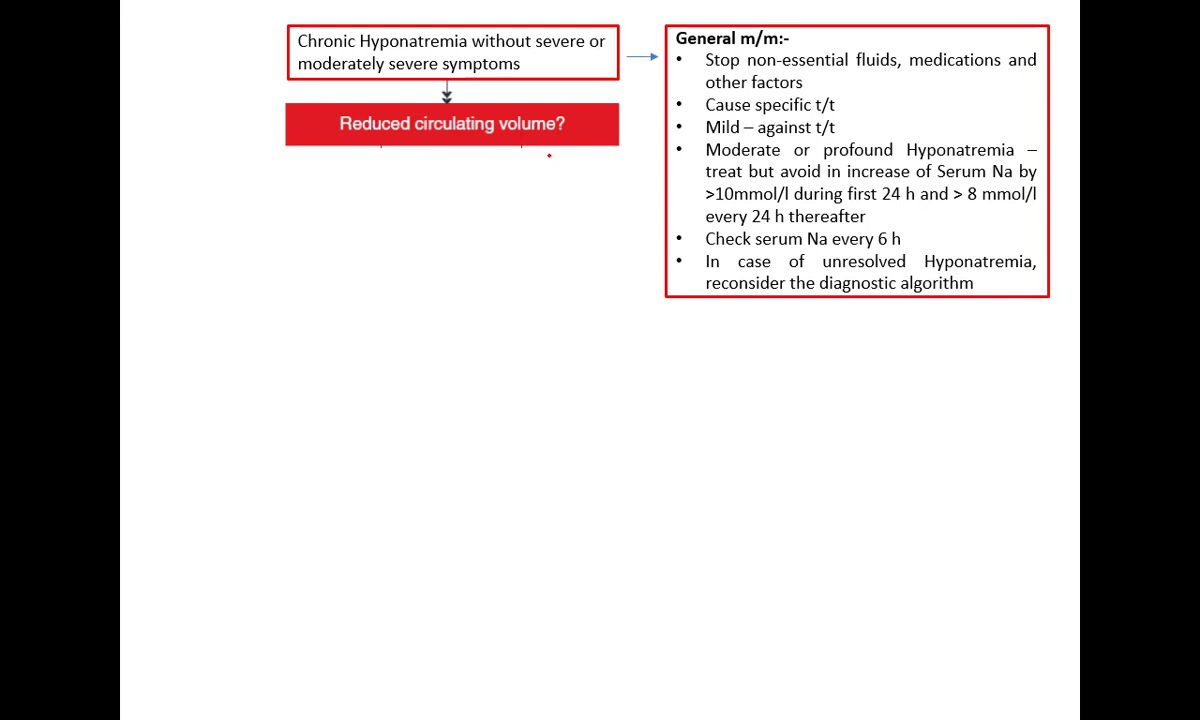 Chronic Hyponatremia without severe or
moderately severe symptoms
Reduced circulating volume?
General m/m:-
• Stop non-essential fluids, medications and
other factors
• Cause specific t/t
• Mild – against t/t
• Moderate or profound Hyponatremia –
treat but avoid in increase of Serum Na by
>10mmol/l during first 24 h and > 8 mmol/l
every 24 h thereafter
• Check serum Na every 6 h
• In case of unresolved Hyponatremia,
reconsider the diagnostic algorithm